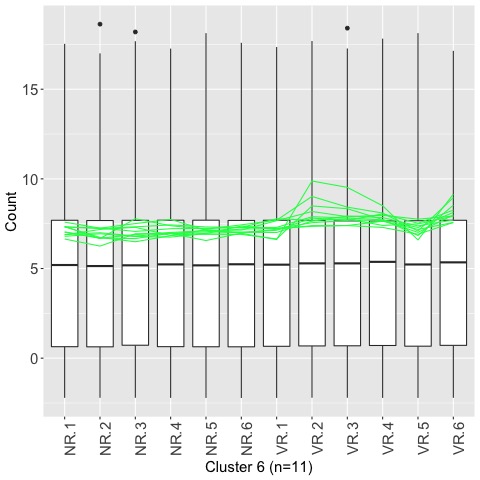 Count
15
10
5
0
NR.1
NR.2
NR.3
NR.4
NR.5
NR.6
VR.1
VR.2
VR.3
VR.4
VR.5
VR.6
Cluster 6 (n=11)